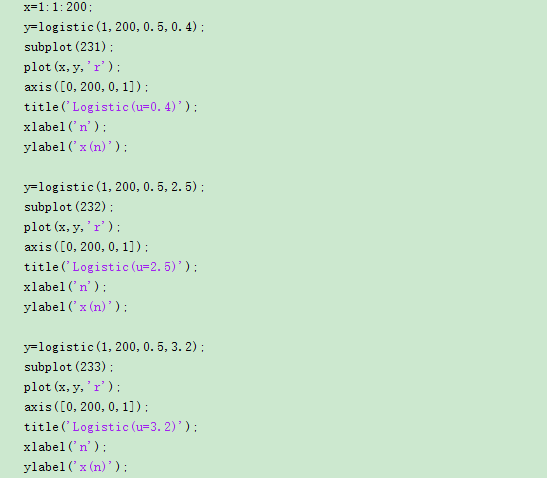 x=1:1:200;
y=logistic(1,200,0.5,0.4);
subplot(231);
plot(x,y,'r');
axis([0,200,0,1]);
title('Logistic(u=0.4)');
xlabel('n');
ylabel('x(n)');
y=logistic(1,200,0.5,2.5);
subplot(232);
plot(x,y,'r');
axis([0,200,0,1]);
title('Logistic(u=2.5)');
xlabel('n');
ylabel('x(n)');
y=logistic(1,200,0.5,3.2);
subplot(233);
plot(x,y,'r');
axis([0,200,0,1]);
title('Logistic(u=3.2)');
xlabel('n');
ylabel('x(n)');